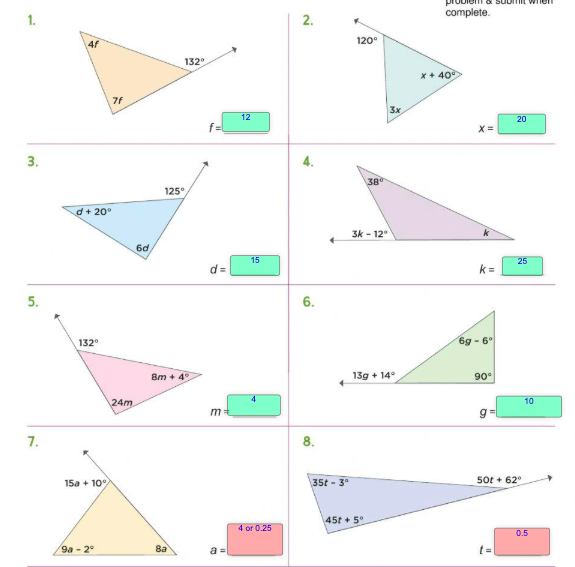 problem & submit when
complete.
1.
4f
132°
7f
f = 12
2.
120°
x + 40°
3x
x = 20
3.
125°
d + 20°
6d
d = 15
4.
38°
3k - 12°
k
k = 25
5.
132°
8m + 4°
24m
m = 4
6.
6g - 6°
13g + 14°
90°
g = 10
7.
15a + 10°
9a - 2°
8a
a = 4 or 0.25
8.
35t - 3°
50t + 62°
45t + 5°
t = 0.5